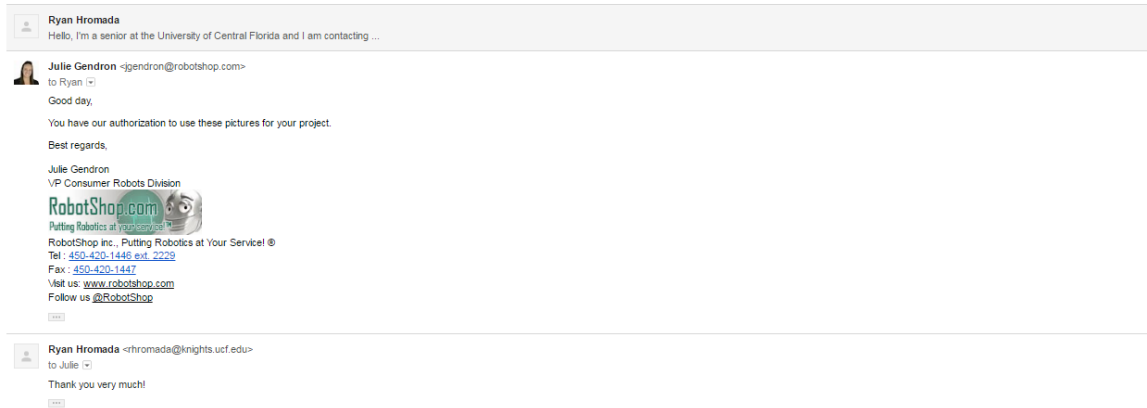 Ryan Hromada
Hello, I'm a senior at the University of Central Florida and I am contacting ...
Julie Gendron <jgendron@robotshop.com>
to Ryan
Good day,
You have our authorization to use these pictures for your project.
Best regards,
Julie Gendron
VP Consumer Robots Division
RobotShop.com
Putting Robotics at your service!™
RobotShop inc., Putting Robotics at Your Service! ®
Tel : 450-420-1446 ext. 2229
Fax : 450-420-1447
Visit us: www.robotshop.com
Follow us @RobotShop
Ryan Hromada <rhromada@knights.ucf.edu>
to Julie
Thank you very much!